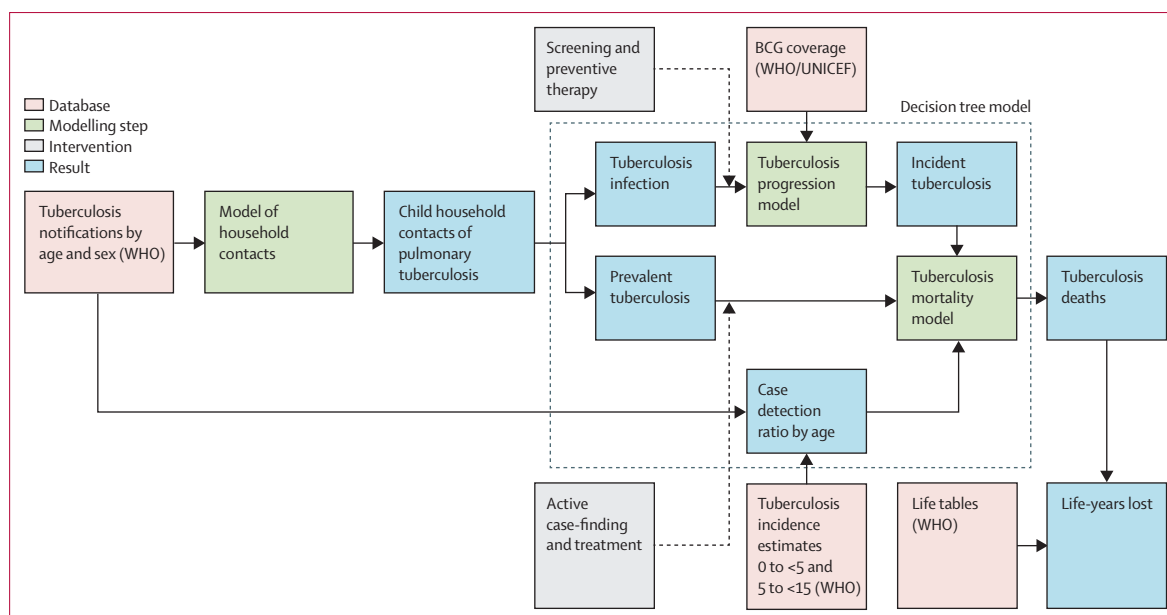 Screening and
preventive
therapy
BCG coverage
(WHO/UNICEF)
Decision tree model
Database
Modelling step
Intervention
Result
Tuberculosis
infection
Tuberculosis
progression
model
Incident
tuberculosis
Tuberculosis
notifications by
age and sex (WHO)
Model of
household
contacts
Child household
contacts of
pulmonary
tuberculosis
Prevalent
tuberculosis
Tuberculosis
mortality
model
Tuberculosis
deaths
Case
detection
ratio by age
Active
case-finding
and treatment
Tuberculosis
incidence
estimates
0 to <5 and
5 to <15 (WHO)
Life tables
(WHO)
Life-years lost